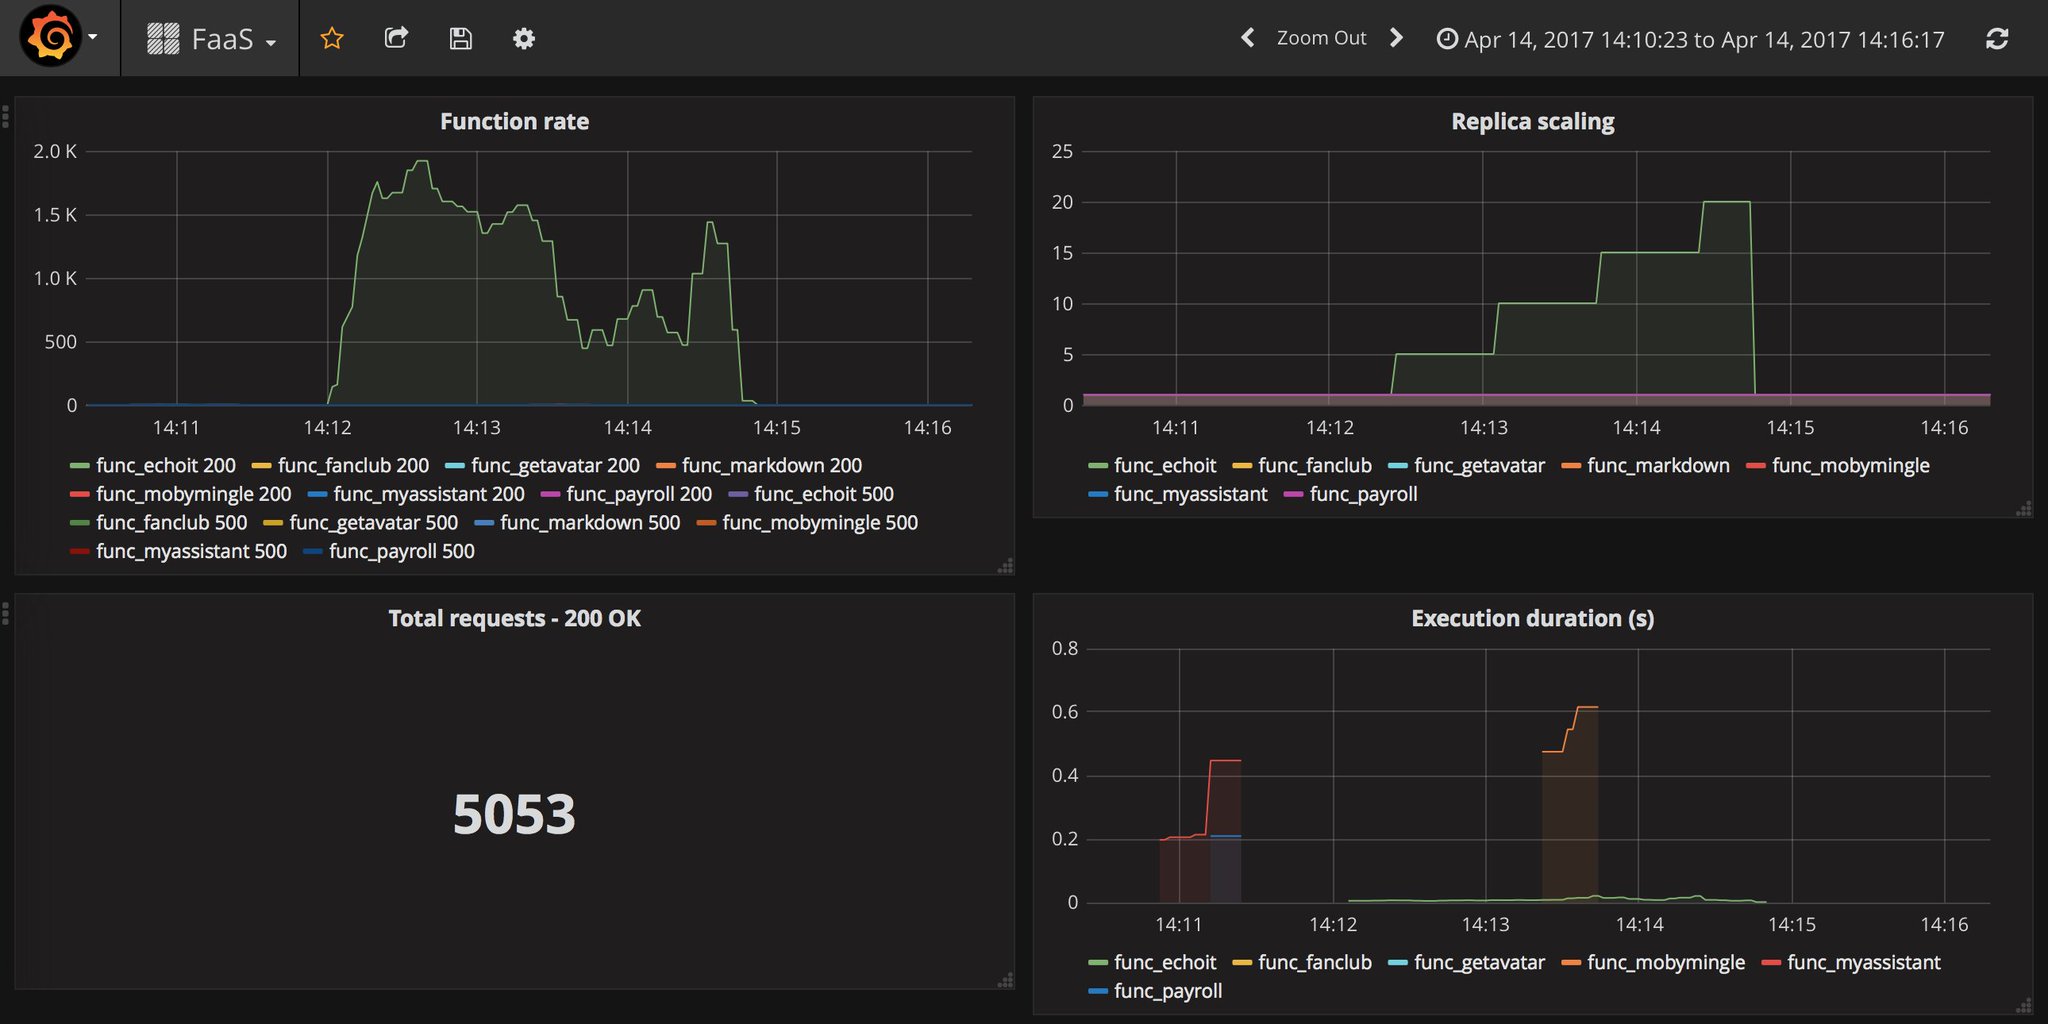 FaaS
Zoom Out
Apr 14, 2017 14:10:23 to Apr 14, 2017 14:16:17
Function rate
2.0 K
1.5 K
1.0 K
500
0
14:11 14:12 14:13 14:14 14:15 14:16
func_echoit 200 func_fanclub 200 func_getavatar 200 func_markdown 200
func_mobymingle 200 func_myassistant 200 func_payroll 200 func_echoit 500
func_fanclub 500 func_getavatar 500 func_markdown 500 func_mobymingle 500
func_myassistant 500 func_payroll 500
Replica scaling
25
20
15
10
5
0
14:11 14:12 14:13 14:14 14:15 14:16
func_echoit func_fanclub func_getavatar func_markdown func_mobymingle
func_myassistant func_payroll
Total requests - 200 OK
5053
Execution duration (s)
0.8
0.6
0.4
0.2
0
14:11 14:12 14:13 14:14 14:15 14:16
func_echoit func_fanclub func_getavatar func_mobymingle func_myassistant
func_payroll